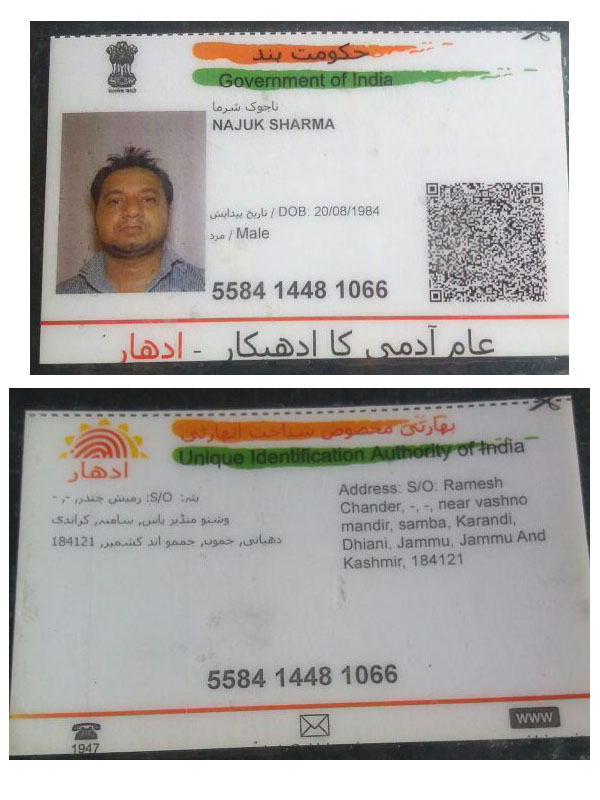 حکومت ہند
Government of India
ناجوک شرما
NAJUK SHARMA
تاریخ پیدایش / DOB: 20/08/1984
مرد / Male
5584 1448 1066
عام آدمی کا ادھیکار - ادھار
بھارتی مخصوص شناخت اتھارٹی
Unique Identification Authority of India
ادھار
پتہ: S/O: رمیش چندر, -, -
وشنو منڈیر پاس, سامبہ, کراندی
دھیانی, جموں, جممو اند کشمیر, 184121
Address: S/O: Ramesh
Chander, -, -, near vashno
mandir, samba, Karandi,
Dhiani, Jammu, Jammu And
Kashmir, 184121
5584 1448 1066
1947
WWW